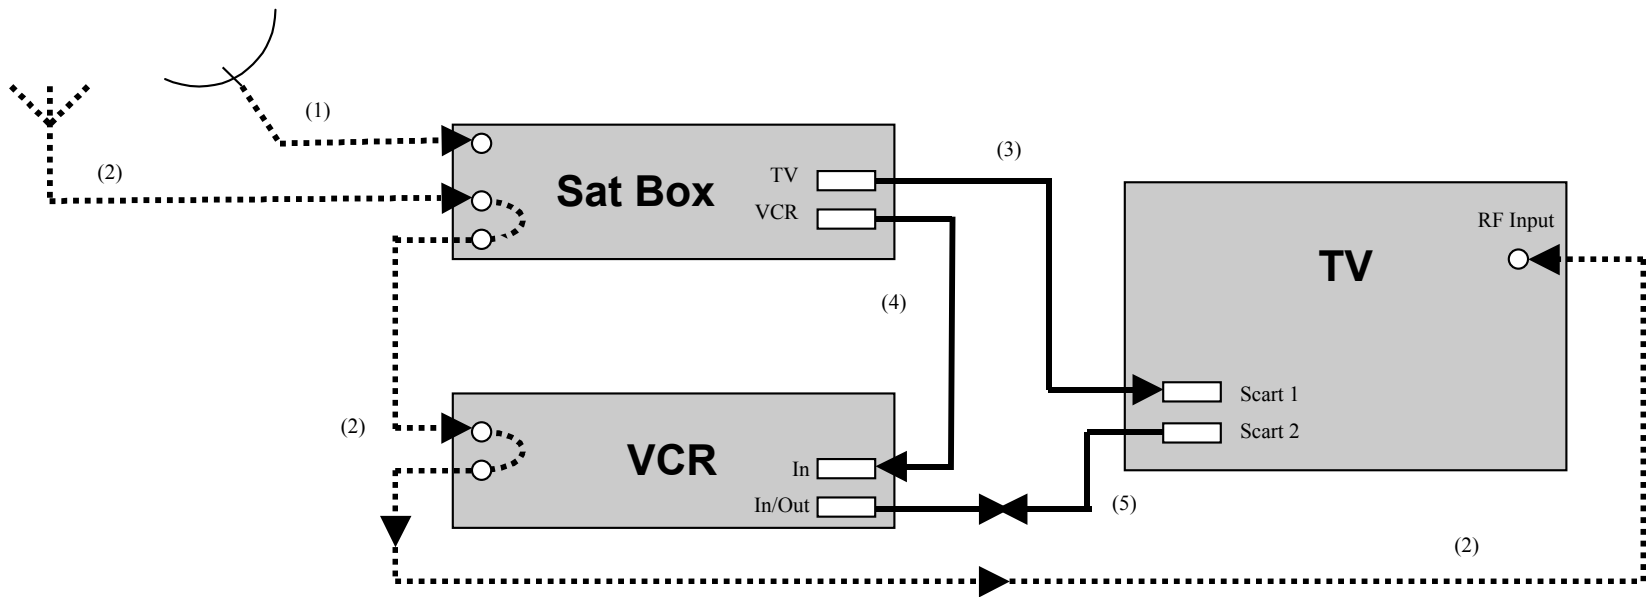 (1)
(2)
Sat Box
TV
VCR
(3)
(4)
RF Input
TV
Scart 1
Scart 2
(2)
VCR
In
In/Out
(5)
(2)